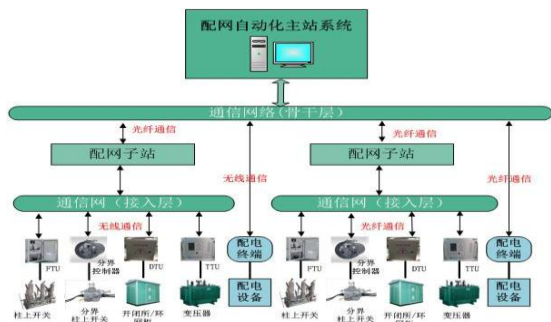 配网自动化主站系统
通信网络(骨干层)
光纤通信
光纤通信
配网子站
配网子站
无线通信
光纤通信
通信网（接入层）
通信网（接入层）
无线通信
光纤通信
FTU
分界
控制器
DTU
TTU
配电
终端
FTU
分界
控制器
DTU
TTU
配电
终端
柱上开关
分界
柱上开关
开闭所/环
网柜
变压器
配电
设备
柱上开关
分界
柱上开关
开闭所/环
网柜
变压器
配电
设备